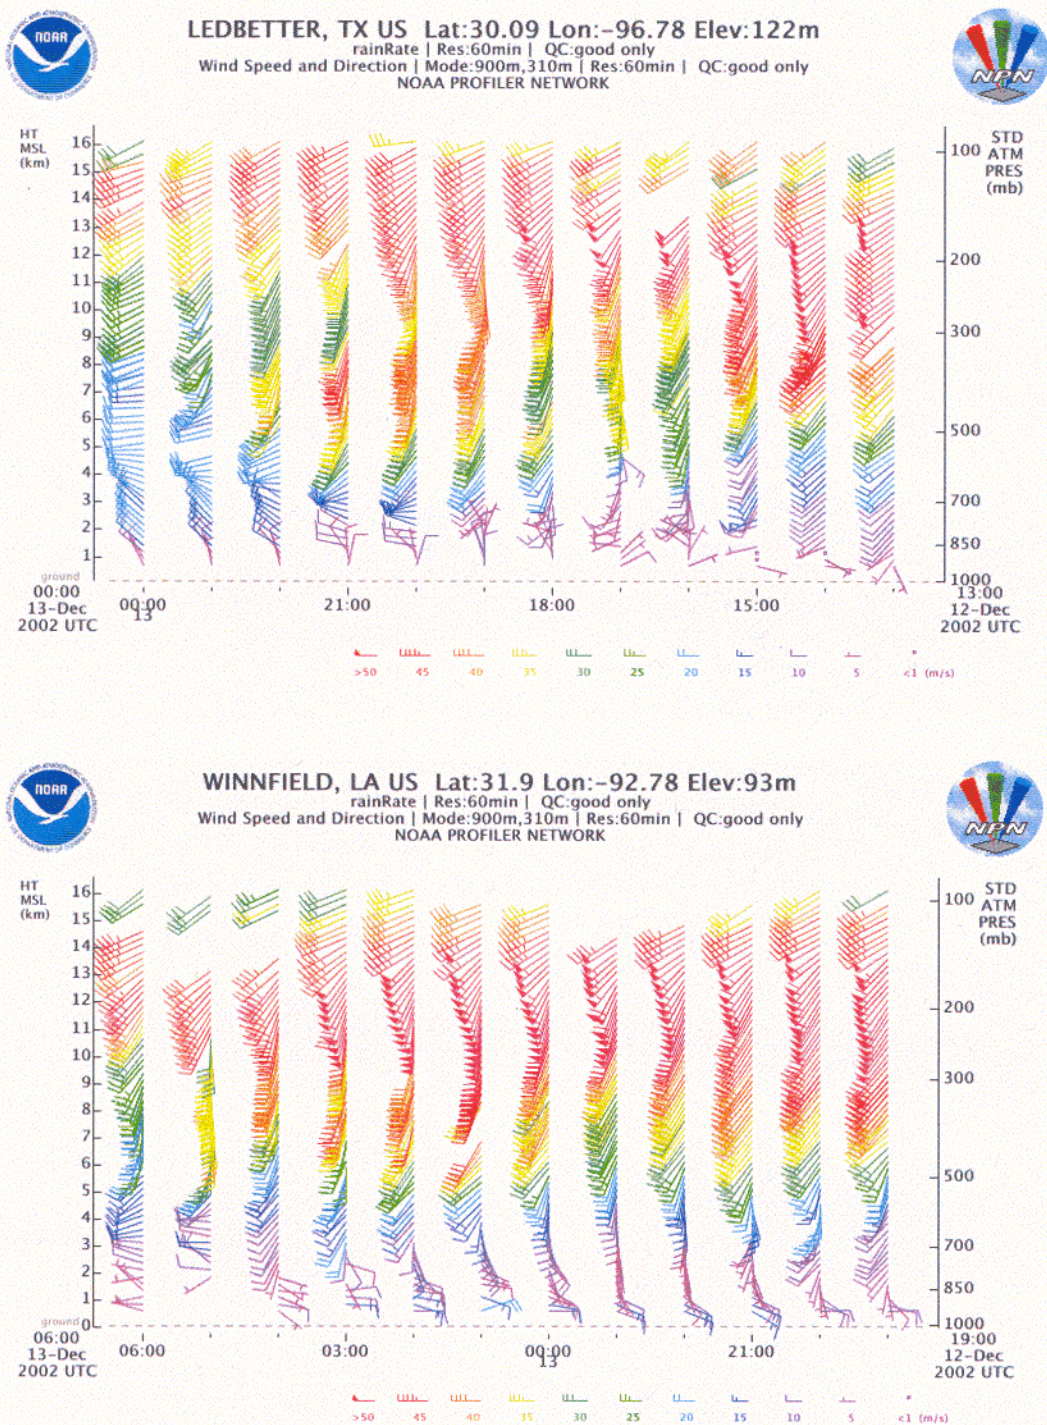 NOAA
LEDBETTER, TX US Lat:30.09 Lon:-96.78 Elev:122m
rainRate | Res:60min | QC:good only
Wind Speed and Direction | Mode:900m,310m | Res:60min | QC:good only
NOAA PROFILER NETWORK
NPN
HT
MSL
(km)
16
15
14
13
12
11
10
9
8
7
6
5
4
3
2
1
ground
STD
ATM
PRES
(mb)
100
200
300
500
700
850
1000
00:00
13-Dec
2002 UTC
00:00 21:00 18:00 15:00
13
13:00
12-Dec
2002 UTC
>50 45 40 35 30 25 20 15 10 5 <1 (m/s)
NOAA
WINNFIELD, LA US Lat:31.9 Lon:-92.78 Elev:93m
rainRate | Res:60min | QC:good only
Wind Speed and Direction | Mode:900m,310m | Res:60min | QC:good only
NOAA PROFILER NETWORK
NPN
HT
MSL
(km)
16
15
14
13
12
11
10
9
8
7
6
5
4
3
2
1
ground 0
STD
ATM
PRES
(mb)
100
200
300
500
700
850
1000
06:00
13-Dec
2002 UTC
06:00 03:00 00:00 21:00
13
19:00
12-Dec
2002 UTC
>50 45 40 35 30 25 20 15 10 5 <1 (m/s)